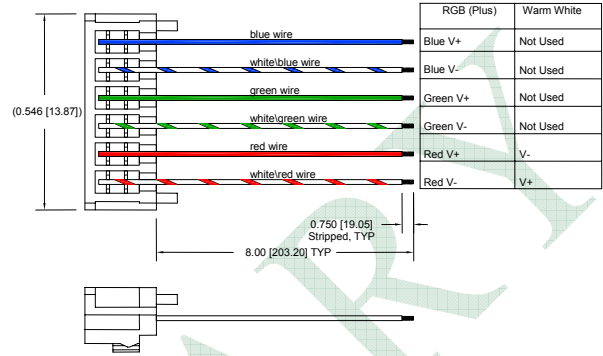 RGB (Plus) Warm White
blue wire
Blue V+ Not Used
white\blue wire
Blue V- Not Used
green wire
Green V+ Not Used
(0.546 [13.87])
white\green wire
Green V- Not Used
red wire
Red V+ V-
white\red wire
Red V- V+
0.750 [19.05]
Stripped, TYP
8.00 [203.20] TYP